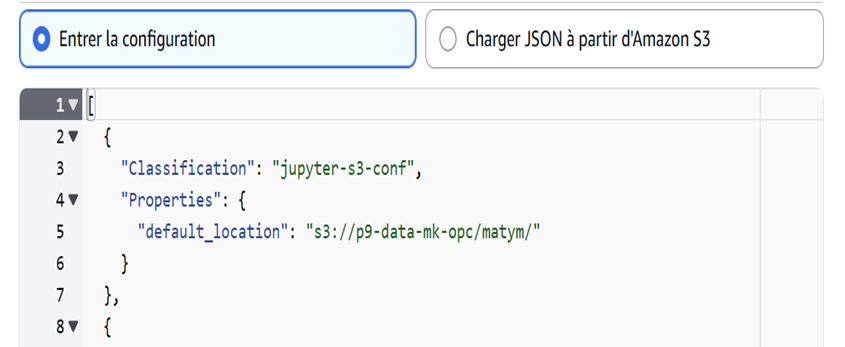 Entrer la configuration
Charger JSON à partir d'Amazon S3
1 [
2 {
3 "Classification": "jupyter-s3-conf",
4 "Properties": {
5 "default_location": "s3://p9-data-mk-opc/matym/"
6 }
7 },
8 {